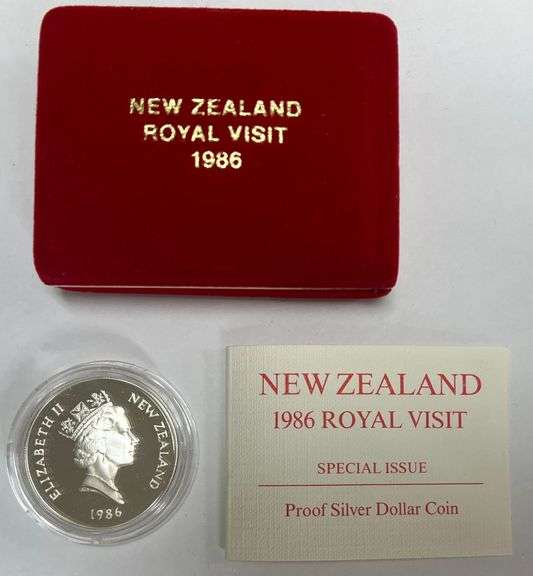 NEW ZEALAND
ROYAL VISIT
1986
ELIZABETH II
NEW ZEALAND
1986
NEW ZEALAND
1986 ROYAL VISIT
SPECIAL ISSUE
Proof Silver Dollar Coin